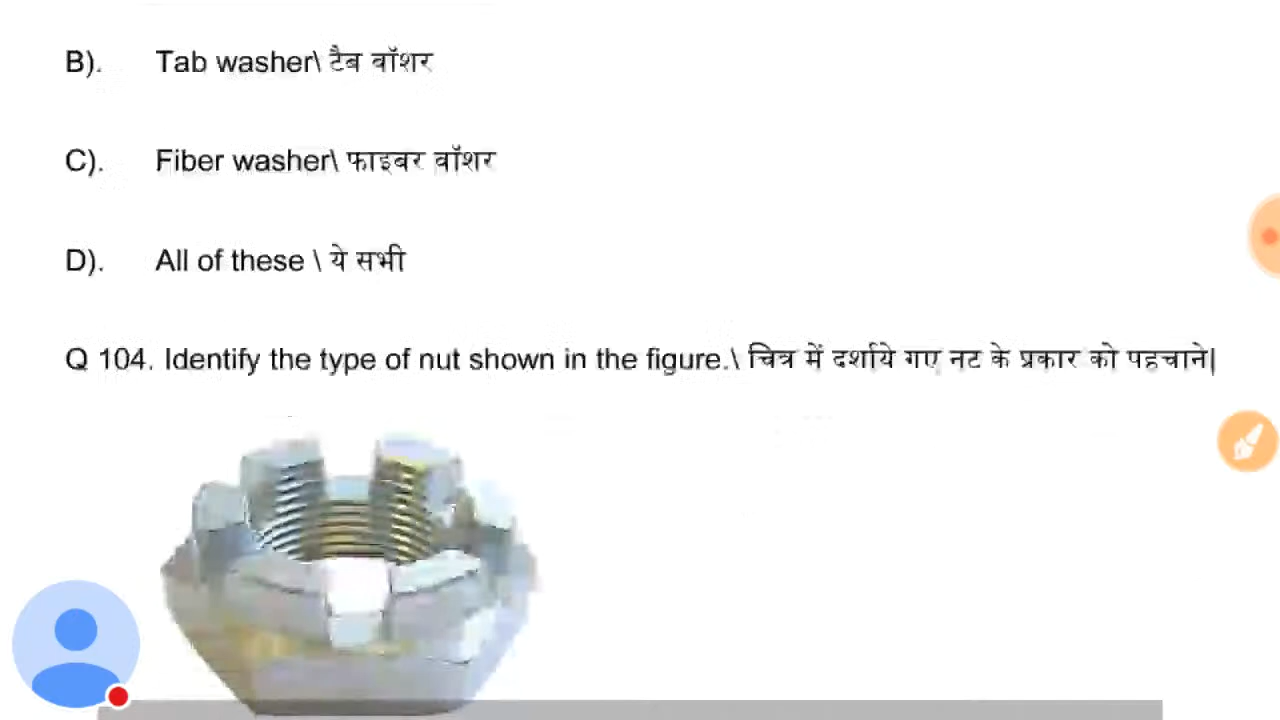 B). Tab washer\ टैब वॉशर
C). Fiber washer\ फाइबर वॉशर
D). All of these \ ये सभी
Q 104. Identify the type of nut shown in the figure.\ चित्र में दर्शाये गए नट के प्रकार को पहचाने|